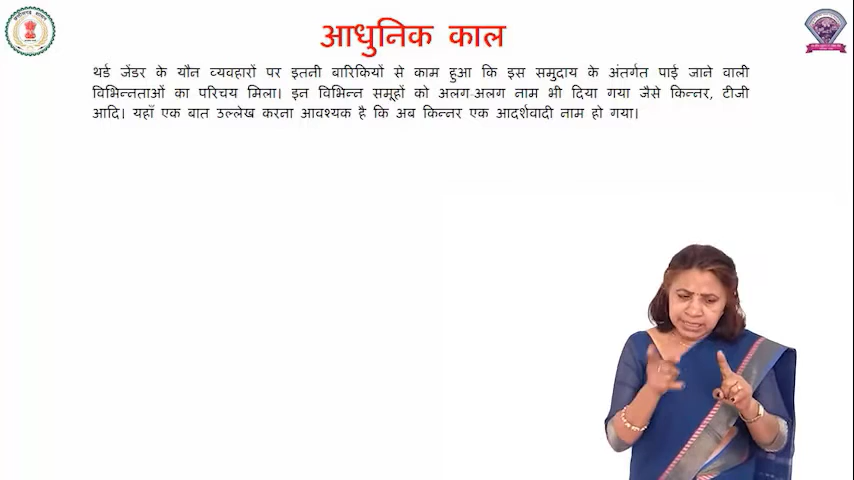 आधुनिक काल
थर्ड जेंडर के यौन व्यवहारों पर इतनी बारिकियों से काम हुआ कि इस समुदाय के अंतर्गत पाई जाने वाली
विभिन्नताओं का परिचय मिला। इन विभिन्न समूहों को अलग-अलग नाम भी दिया गया जैसे किन्नर, टीजी
आदि। यहाँ एक बात उल्लेख करना आवश्यक है कि अब किन्नर एक आदर्शवादी नाम हो गया।